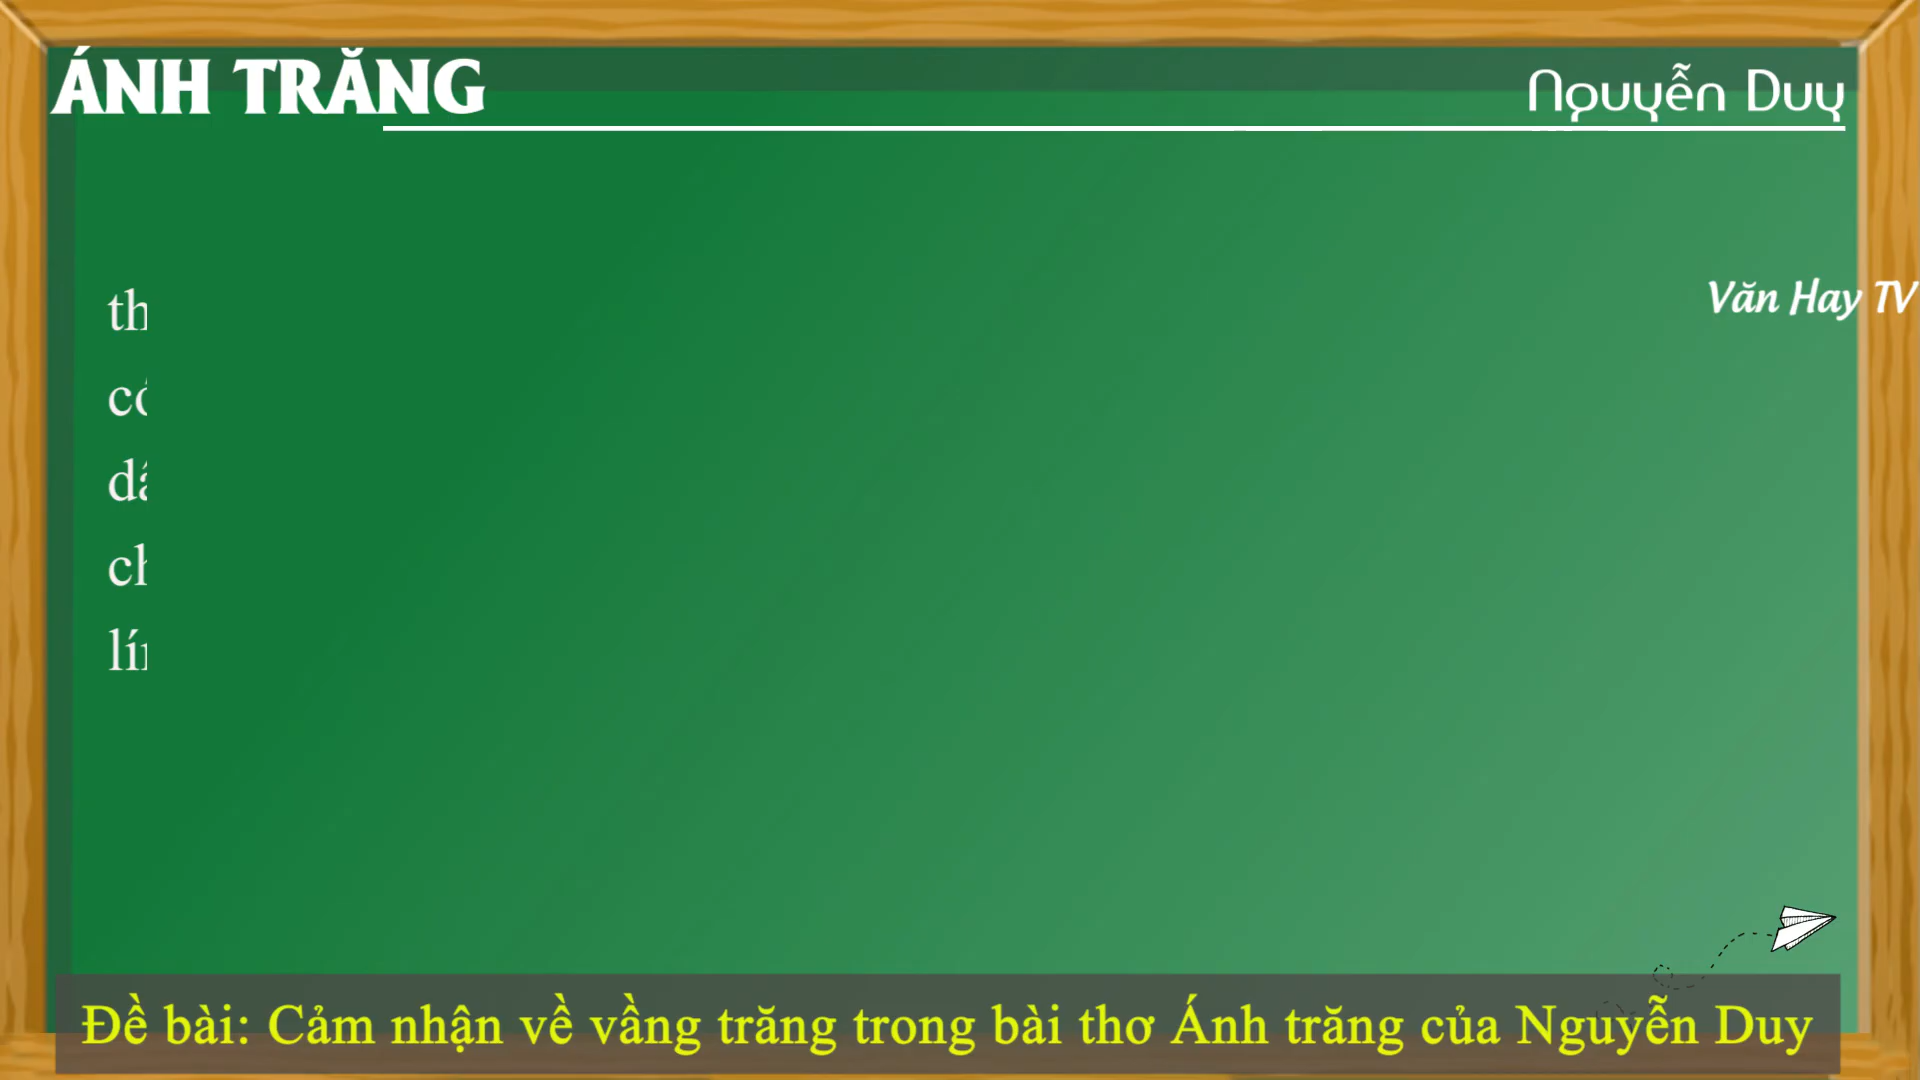 ÁNH TRĂNG
Nguyễn Duy
Văn Hay TV
th
Đề bài: Cảm nhận về vầng trăng trong bài thơ Ánh trăng của Nguyễn Duy